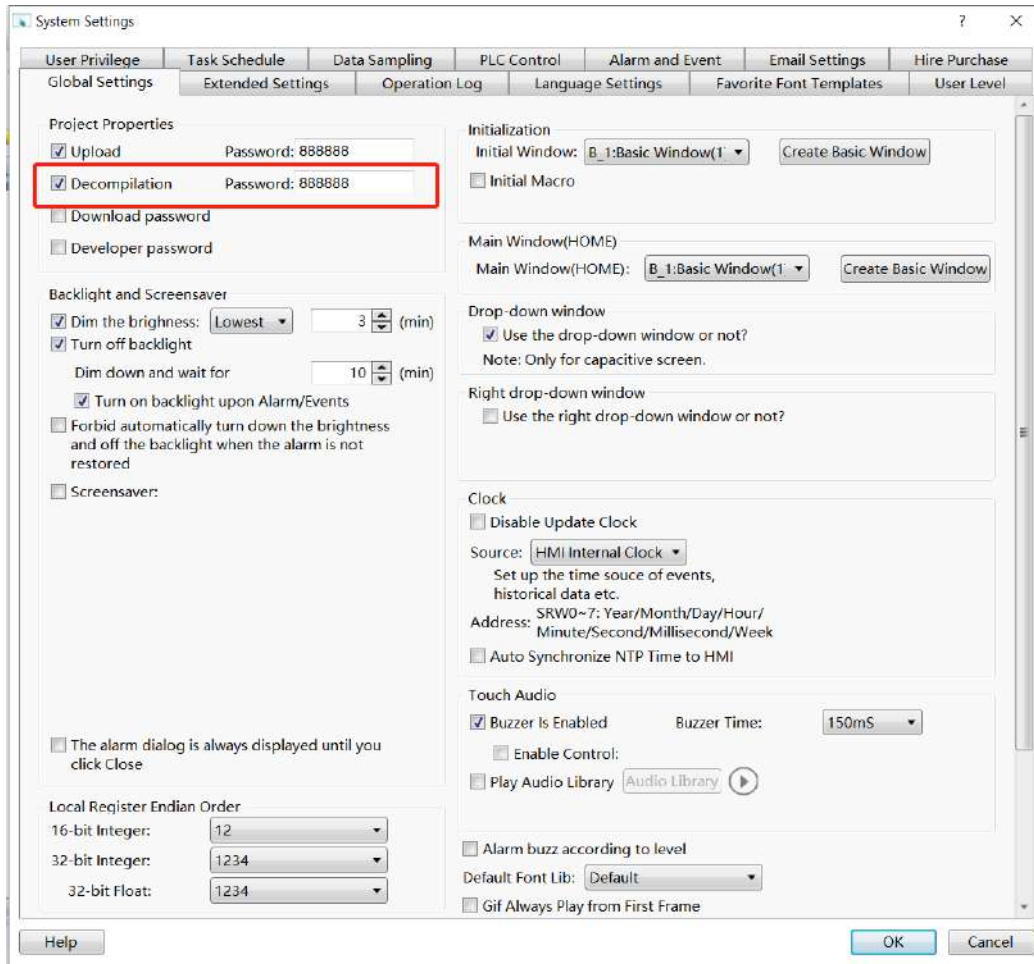 System Settings
?
User Privilege
Task Schedule
Data Sampling
PLC Control
Alarm and Event
Email Settings
Hire Purchase
Global Settings
Extended Settings
Operation Log
Language Settings
Favorite Font Templates
User Level
Project Properties
Upload Password: 888888
Decompilation Password: 888888
Download password
Developer password
Backlight and Screensaver
Dim the brighness: Lowest 3 (min)
Turn off backlight
Dim down and wait for 10 (min)
Turn on backlight upon Alarm/Events
Forbid automatically turn down the brightness
and off the backlight when the alarm is not
restored
Screensaver:
The alarm dialog is always displayed until you
click Close
Local Register Endian Order
16-bit Integer: 12
32-bit Integer: 1234
32-bit Float: 1234
Initialization
Initial Window: B_1:Basic Window(1 Create Basic Window
Initial Macro
Main Window(HOME)
Main Window(HOME): B_1:Basic Window(1 Create Basic Window
Drop-down window
Use the drop-down window or not?
Note: Only for capacitive screen.
Right drop-down window
Use the right drop-down window or not?
Clock
Disable Update Clock
Source: HMI Internal Clock
Set up the time souce of events,
historical data etc.
Address: SRW0~7: Year/Month/Day/Hour/
Minute/Second/Millisecond/Week
Auto Synchronize NTP Time to HMI
Touch Audio
Buzzer Is Enabled Buzzer Time: 150mS
Enable Control:
Play Audio Library Audio Library
Alarm buzz according to level
Default Font Lib: Default
Gif Always Play from First Frame
Help
OK
Cancel